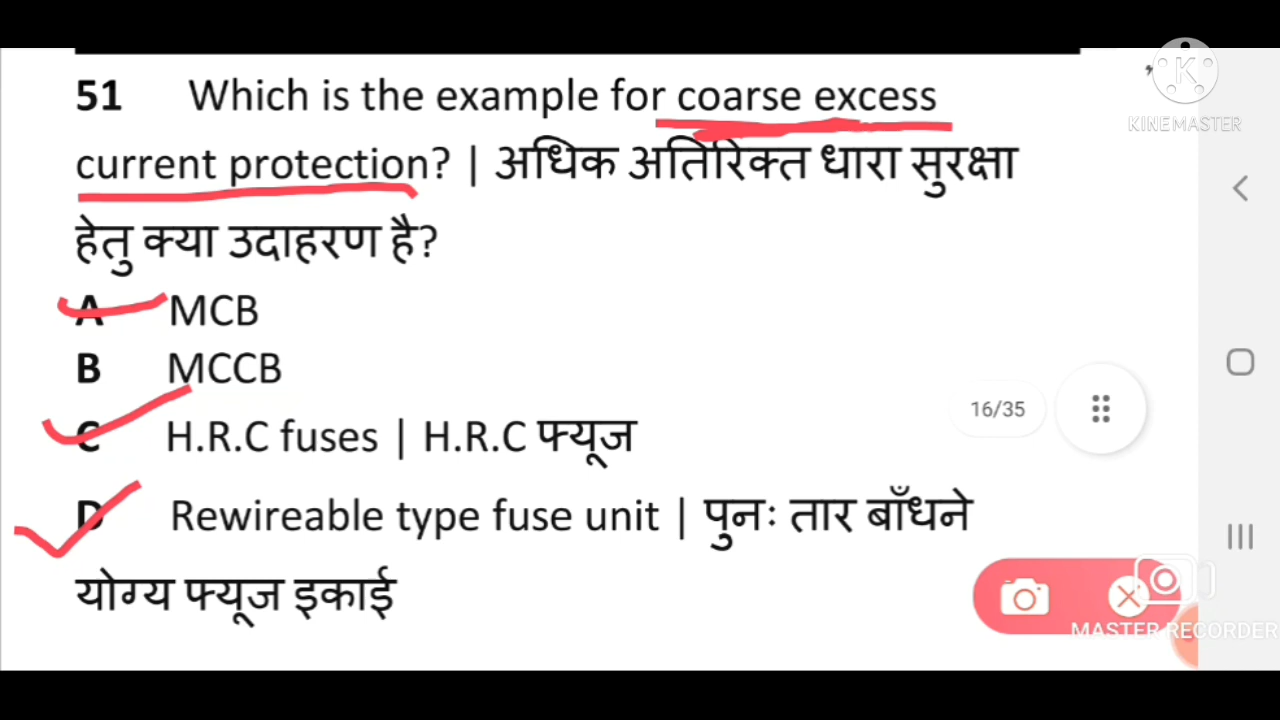 51 Which is the example for coarse excess
current protection? | अधिक अतिरिक्त धारा सुरक्षा
हेतु क्या उदाहरण है?
A MCB
B MCCB
C H.R.C fuses | H.R.C फ्यूज
D Rewireable type fuse unit | पुनः तार बाँधने
योग्य फ्यूज इकाई
16/35
K
KINEMASTER
MASTER RECORDER